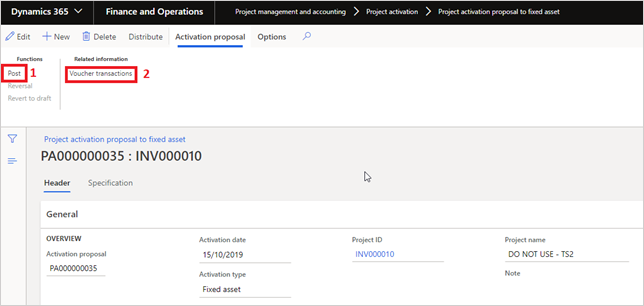 Dynamics 365 Finance and Operations Project management and accounting Project activation Project activation proposal to fixed asset
Edit New Delete Distribute Activation proposal Options
Functions Related information
Post 1 Voucher transactions 2
Reversal
Revert to draft
Project activation proposal to fixed asset
PA000000035 : INV000010
Header Specification
General
OVERVIEW Activation date Project ID Project name
Activation proposal 15/10/2019 INV000010 DO NOT USE - TS2
PA000000035 Activation type Note
Fixed asset